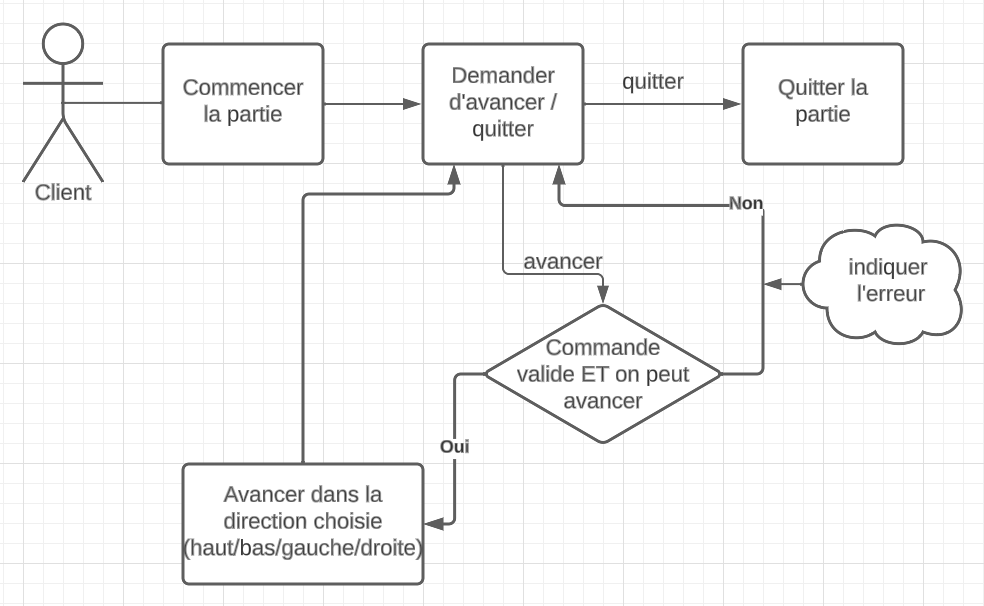 Client
Commencer
la partie
Demander
d'avancer /
quitter
quitter
Quitter la
partie
Non
avancer
indiquer
l'erreur
Commande
valide ET on peut
avancer
Oui
Avancer dans la
direction choisie
(haut/bas/gauche/droite)